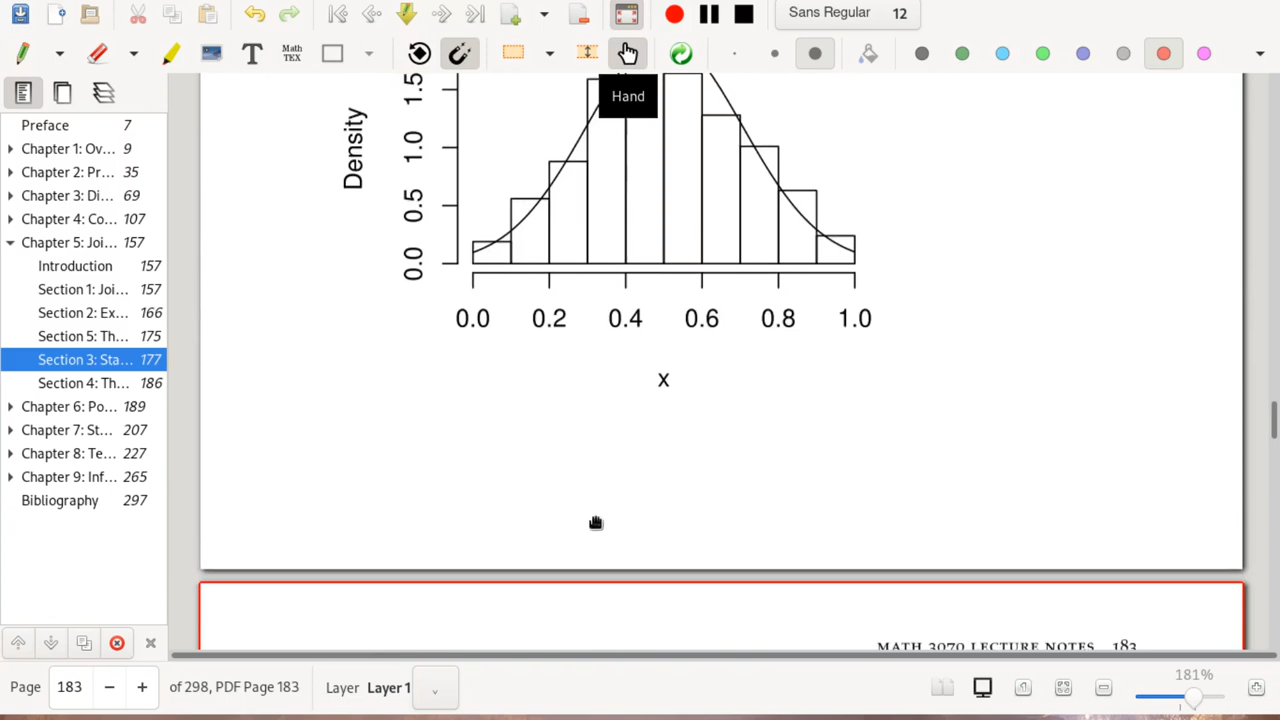 Sans Regular 12
Math
TEX
Hand
Preface 7
Chapter 1: Ov... 9
Chapter 2: Pr... 35
Chapter 3: Di... 69
Chapter 4: Co... 107
Chapter 5: Joi... 157
Introduction 157
Section 1: Joi... 157
Section 2: Ex... 166
Section 5: Th... 175
Section 3: Sta... 177
Section 4: Th... 186
Chapter 6: Po... 189
Chapter 7: St... 207
Chapter 8: Te... 227
Chapter 9: Inf... 265
Bibliography 297
Density
1.5
1.0
0.5
0.0
0.0 0.2 0.4 0.6 0.8 1.0
x
MATH 3070 LECTURE NOTES 183
Page 183 of 298, PDF Page 183 Layer Layer 1
181%